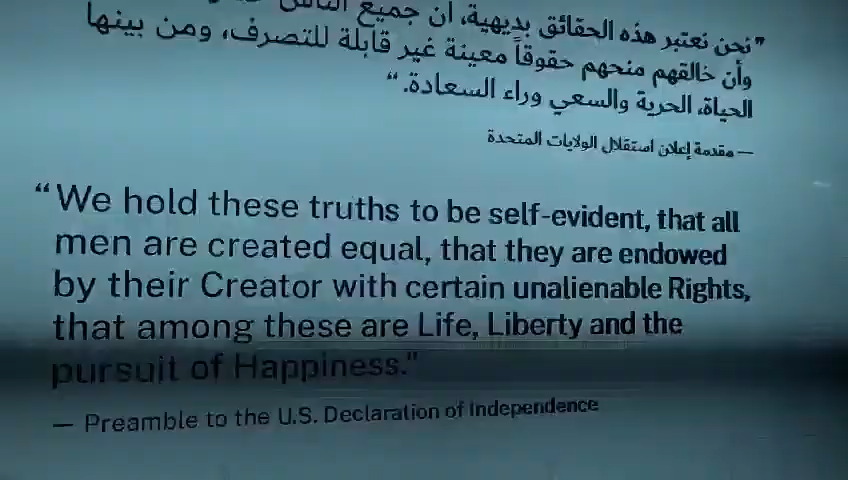 ”نحن نعتبر هذه الحقائق بديهية، أن جميع الناس
وأن خالقهم منحهم حقوقاً معينة غير قابلة للتصرف، ومن بينها
الحياة، الحرية والسعي وراء السعادة.“
— مقدمة إعلان استقلال الولايات المتحدة
“We hold these truths to be self-evident, that all
men are created equal, that they are endowed
by their Creator with certain unalienable Rights,
that among these are Life, Liberty and the
pursuit of Happiness.”
— Preamble to the U.S. Declaration of Independence